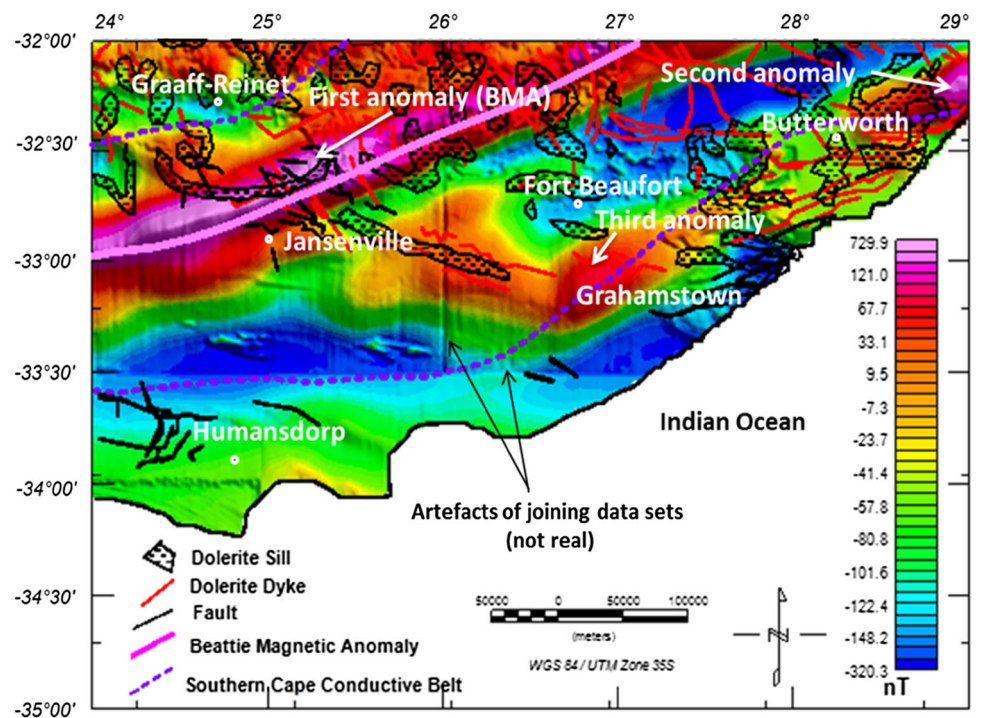 24° 25° 26° 27° 28° 29°
-32°00'
Graaff-Reinet
Second anomaly
First anomaly (BMA)
Butterworth
-32°30'
Fort Beaufort
Third anomaly
Jansenville
-33°00'
Grahamstown
-33°30'
Indian Ocean
Humansdorp
-34°00'
Artefacts of joining data sets
(not real)
729.9
121.0
67.7
33.1
9.5
-7.3
-23.7
-41.4
-57.8
-80.8
-101.6
-122.4
-148.2
-320.3
nT
Dolerite Sill
Dolerite Dyke
Fault
Beattie Magnetic Anomaly
Southern Cape Conductive Belt
-34°30'
-35°00'
50000 0 50000 100000
(meters)
WGS 84 / UTM Zone 35S
N